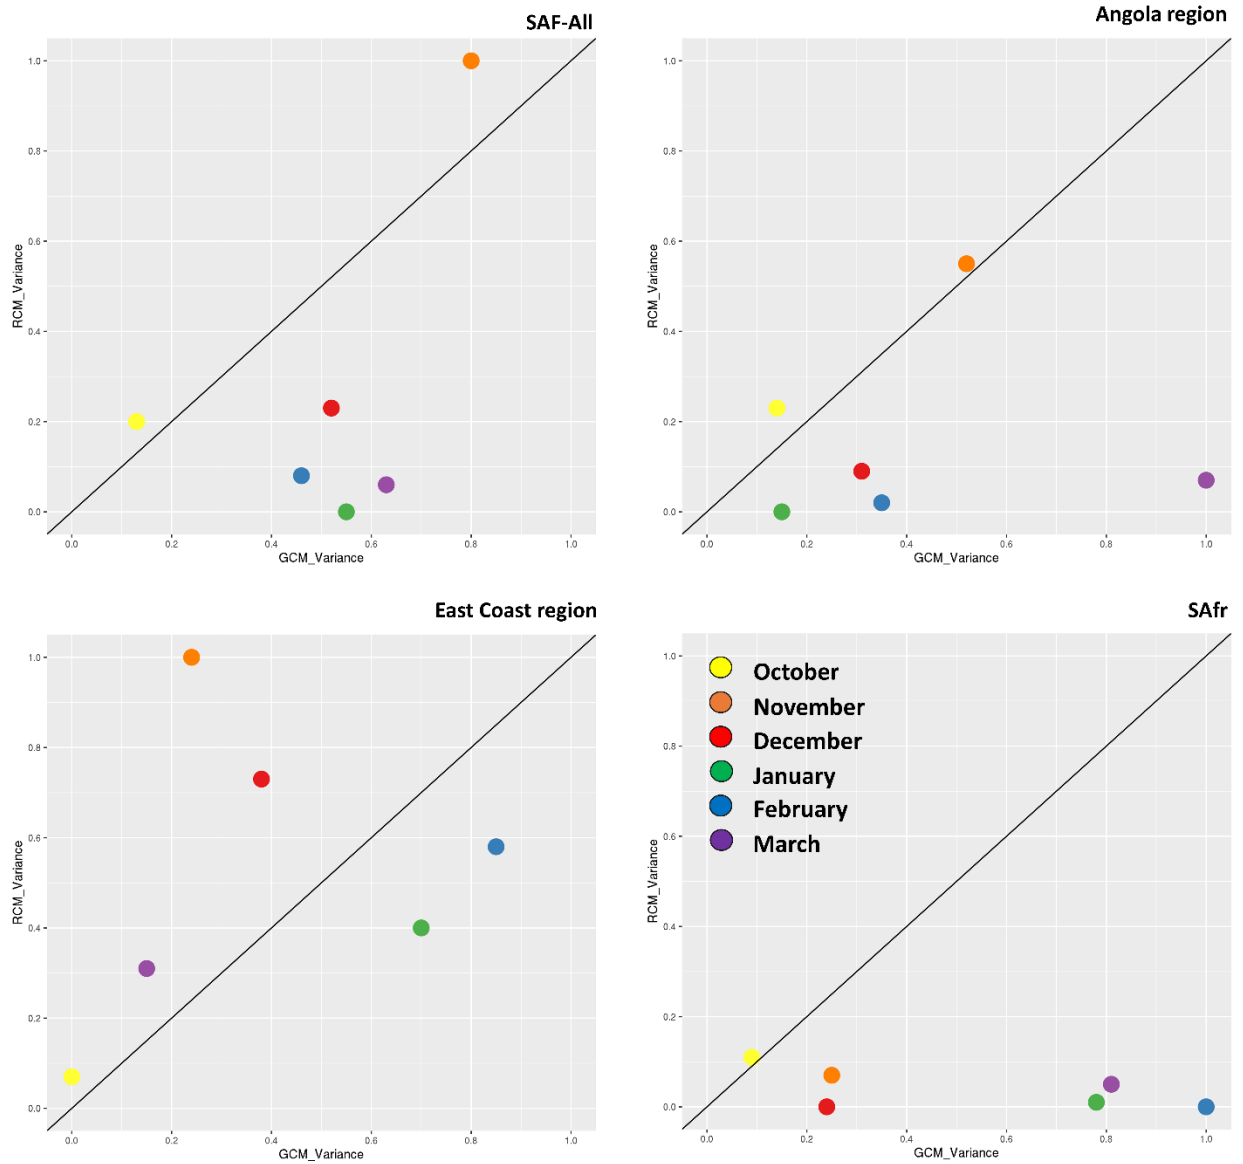 SAF-All
1.0
0.8
0.6
0.4
0.2
0.0
RCM_Variance
0.0 0.2 0.4 0.6 0.8 1.0
GCM_Variance
Angola region
1.0
0.8
0.6
0.4
0.2
0.0
RCM_Variance
0.0 0.2 0.4 0.6 0.8 1.0
GCM_Variance
East Coast region
1.0
0.8
0.6
0.4
0.2
0.0
RCM_Variance
0.0 0.2 0.4 0.6 0.8 1.0
GCM_Variance
SAfr
1.0
0.8
0.6
0.4
0.2
0.0
RCM_Variance
October
November
December
January
February
March
0.0 0.2 0.4 0.6 0.8 1.0
GCM_Variance